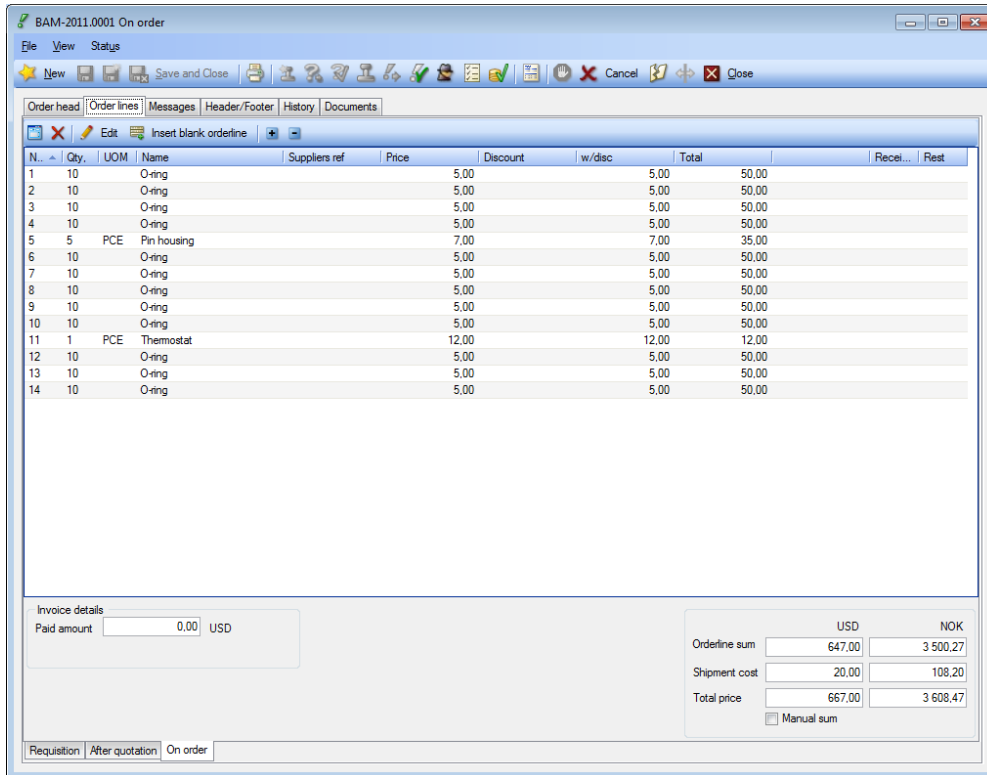 BAM-2011.0001 On order
File View Status
New Save and Close Cancel Close
Order head Order lines Messages Header/Footer History Documents
Edit Insert blank orderline
N.. Qty. UOM Name Suppliers ref Price Discount w/disc Total Recei... Rest
1 10 O-ring 5,00 5,00 50,00
2 10 O-ring 5,00 5,00 50,00
3 10 O-ring 5,00 5,00 50,00
4 10 O-ring 5,00 5,00 50,00
5 5 PCE Pin housing 7,00 7,00 35,00
6 10 O-ring 5,00 5,00 50,00
7 10 O-ring 5,00 5,00 50,00
8 10 O-ring 5,00 5,00 50,00
9 10 O-ring 5,00 5,00 50,00
10 10 O-ring 5,00 5,00 50,00
11 1 PCE Thermostat 12,00 12,00 12,00
12 10 O-ring 5,00 5,00 50,00
13 10 O-ring 5,00 5,00 50,00
14 10 O-ring 5,00 5,00 50,00
Invoice details
Paid amount 0,00 USD
USD NOK
Orderline sum 647,00 3 500,27
Shipment cost 20,00 108,20
Total price 667,00 3 608,47
Manual sum
Requisition After quotation On order